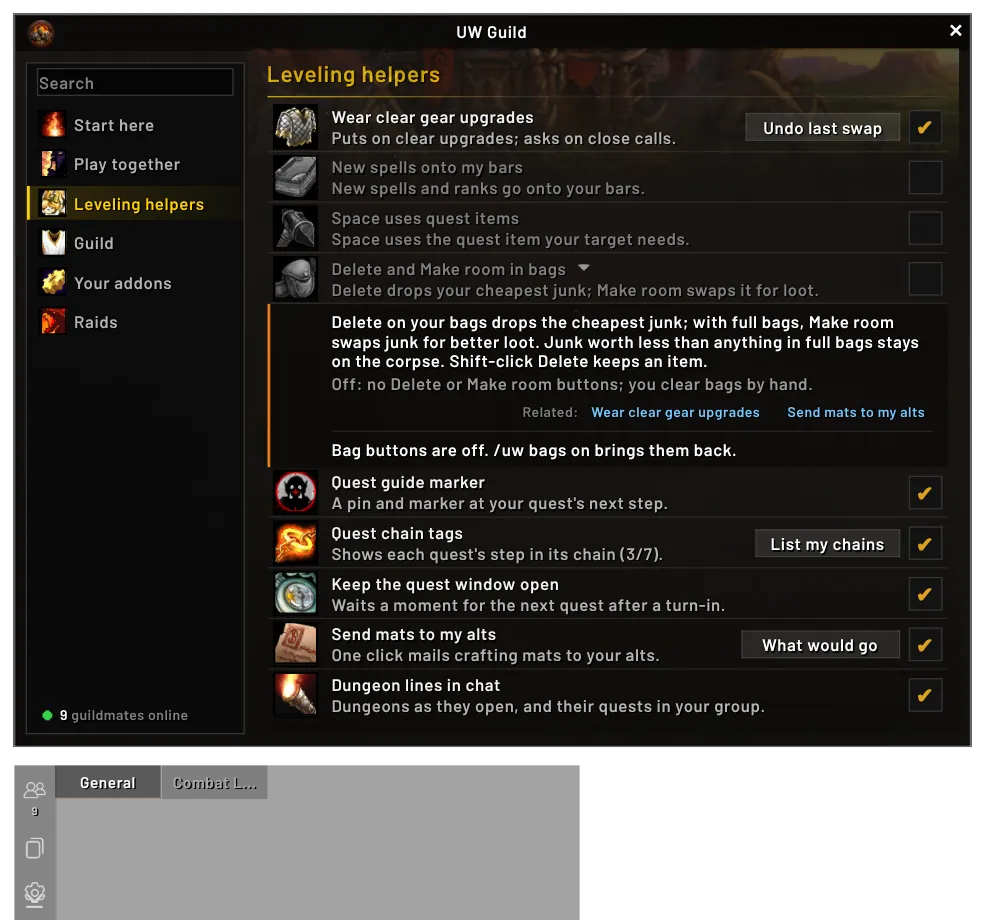 UW Guild
Search
Start here
Play together
Leveling helpers
Guild
Your addons
Raids
9 guildmates online
Leveling helpers
Wear clear gear upgrades
Puts on clear upgrades; asks on close calls.
Undo last swap
New spells onto my bars
New spells and ranks go onto your bars.
Space uses quest items
Space uses the quest item your target needs.
Delete and Make room in bags
Delete drops your cheapest junk; Make room swaps it for loot.
Delete on your bags drops the cheapest junk; with full bags, Make room
swaps junk for better loot. Junk worth less than anything in full bags stays
on the corpse. Shift-click Delete keeps an item.
Off: no Delete or Make room buttons; you clear bags by hand.
Related: Wear clear gear upgrades Send mats to my alts
Bag buttons are off. /uw bags on brings them back.
Quest guide marker
A pin and marker at your quest's next step.
Quest chain tags
Shows each quest's step in its chain (3/7).
List my chains
Keep the quest window open
Waits a moment for the next quest after a turn-in.
Send mats to my alts
One click mails crafting mats to your alts.
What would go
Dungeon lines in chat
Dungeons as they open, and their quests in your group.
General
Combat L...
9